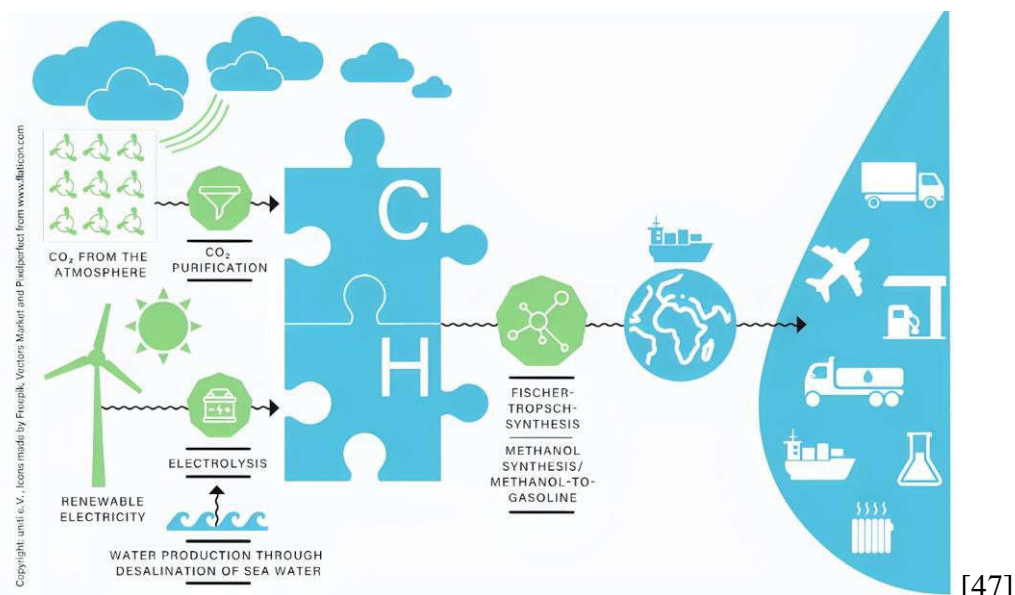 CO₂ FROM THE
ATMOSPHERE
CO₂
PURIFICATION
C
H
RENEWABLE
ELECTRICITY
ELECTROLYSIS
WATER PRODUCTION THROUGH
DESALINATION OF SEA WATER
FISCHER-
TROPSCH-
SYNTHESIS
METHANOL
SYNTHESIS/
METHANOL-TO-
GASOLINE
Copyright: uniti e.V., Icons made by Freepik, Vectors Market and Pixelperfect from www.flaticon.com
[47]